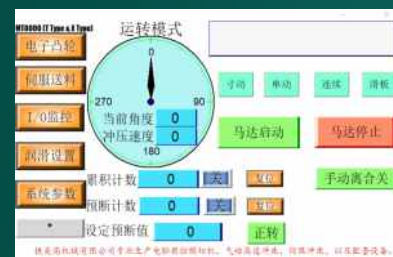 MT8000 (T Type & X Type)
运转模式
电子凸轮
伺服送料
I/O监控
润滑设置
系统参数
*
0
270
90
180
当前角度 0
冲压速度 0
寸动 单动 连续 滑板
马达启动 马达停止
手动离合关
累积计数 0 关 复位
预断计数 0 关 复位
设定预断值 0 正转